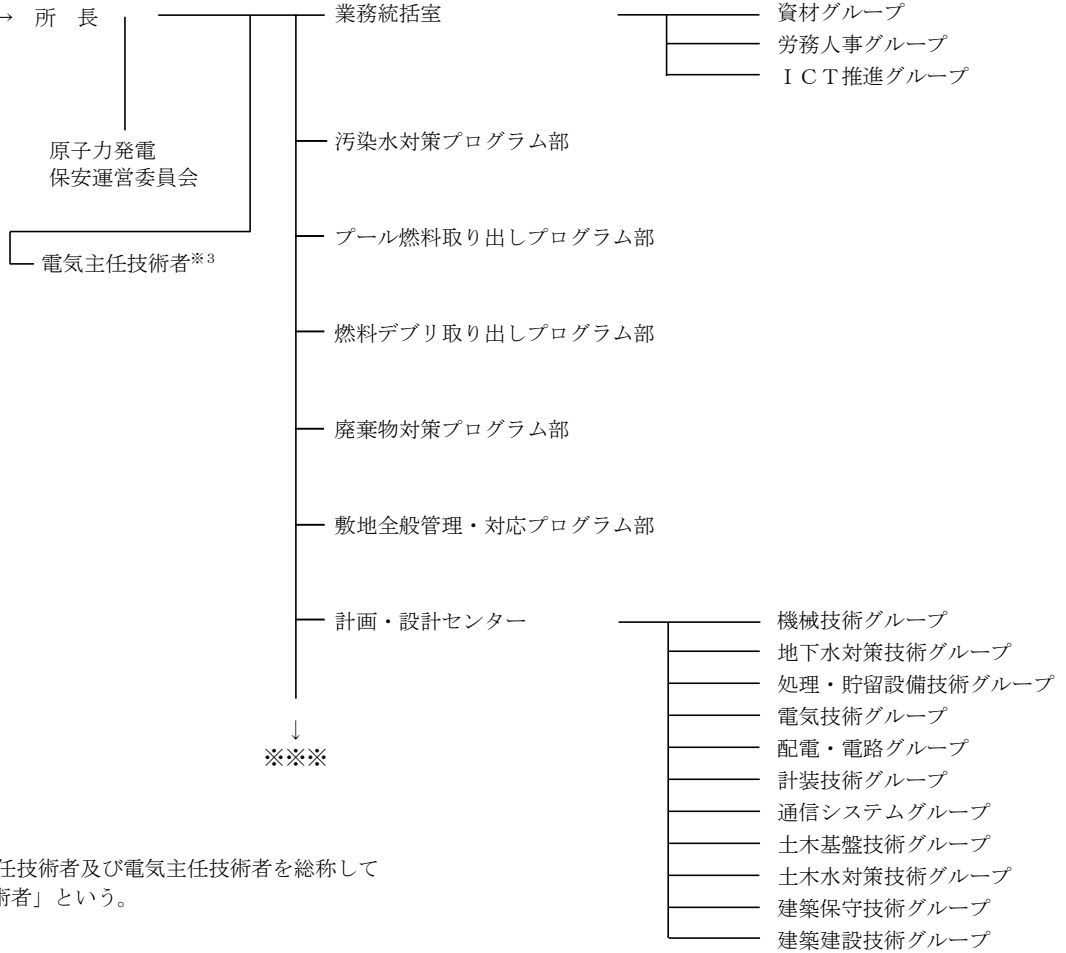 → 所 長
業務統括室
資材グループ
労務人事グループ
ICT推進グループ
原子力発電
保安運営委員会
電気主任技術者※3
汚染水対策プログラム部
プール燃料取り出しプログラム部
燃料デブリ取り出しプログラム部
廃棄物対策プログラム部
敷地全般管理・対応プログラム部
計画・設計センター
機械技術グループ
地下水対策技術グループ
処理・貯留設備技術グループ
電気技術グループ
配電・電路グループ
計装技術グループ
通信システムグループ
土木基盤技術グループ
土木水対策技術グループ
建築保守技術グループ
建築建設技術グループ
↓
※※※
任技術者及び電気主任技術者を総称して
術者」という。